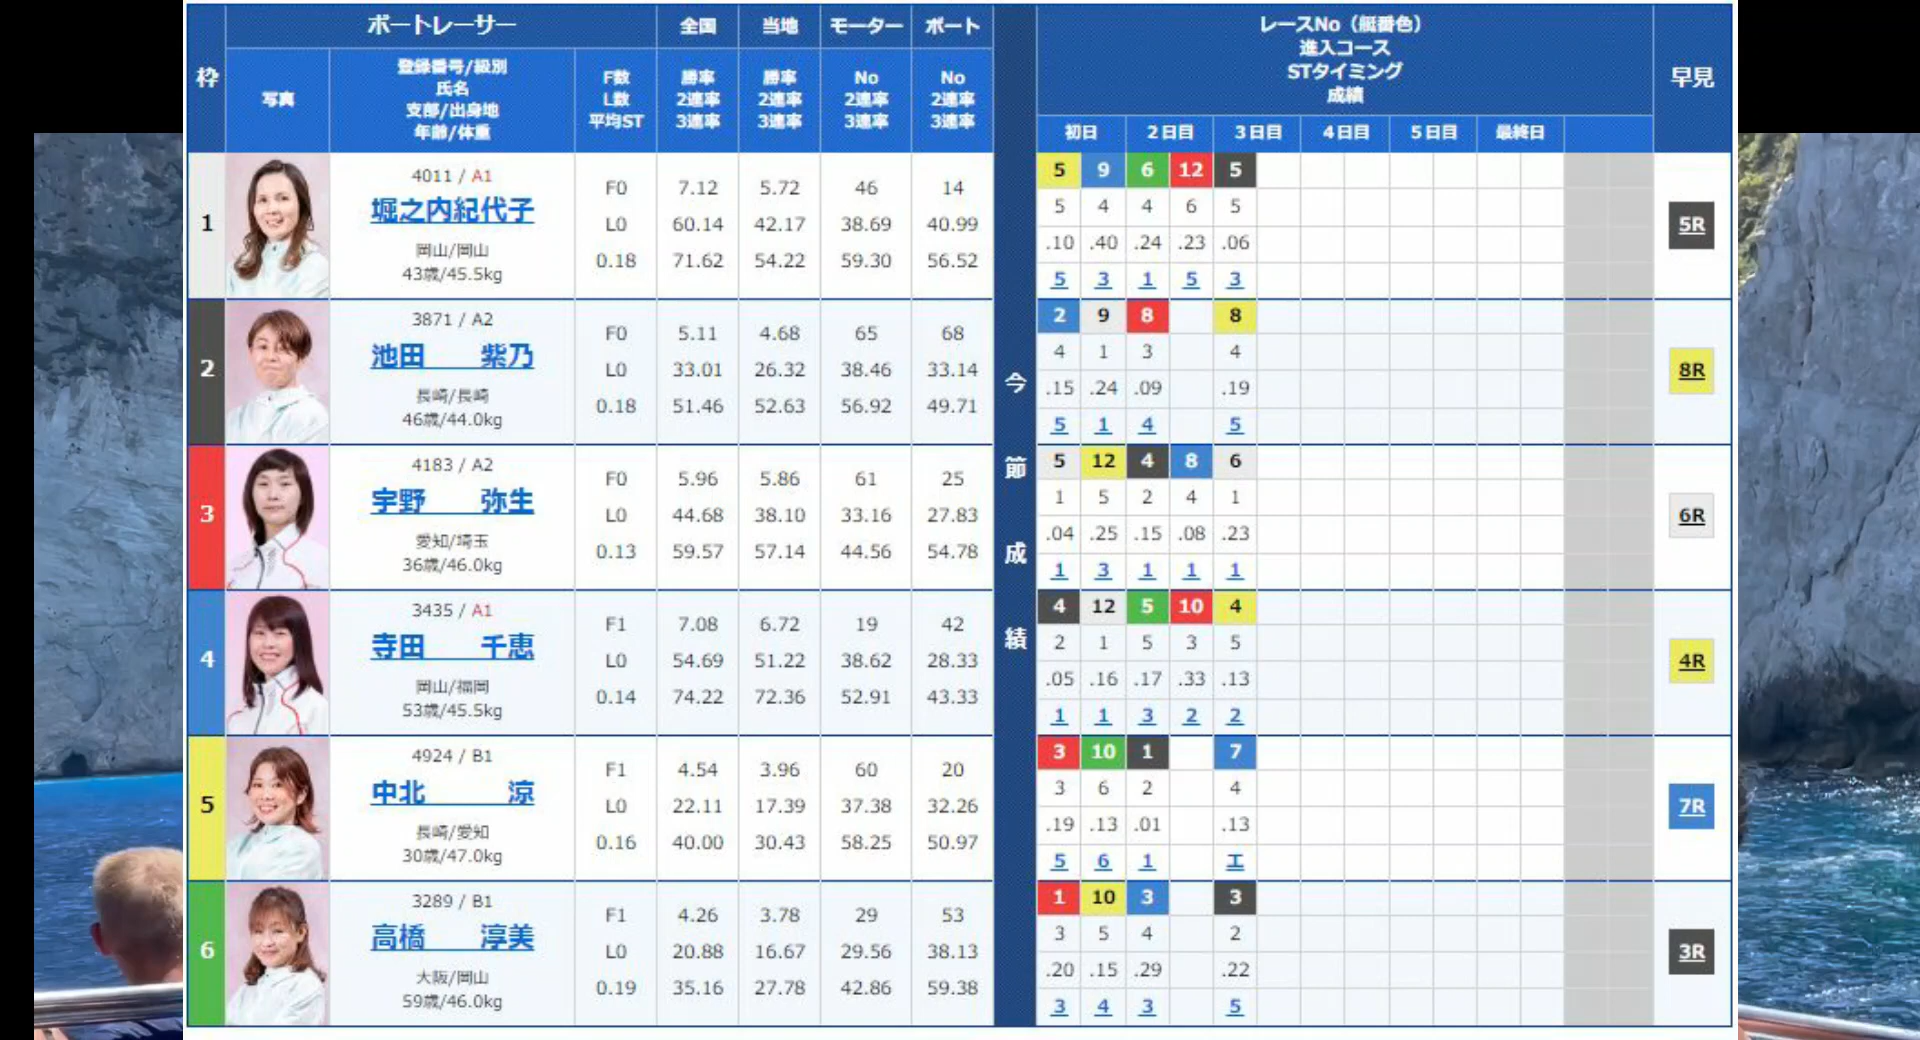 枠 ボートレーサー 全国 当地 モーター ボート レースNo（艇番色） 早見
進入コース
STタイミング
成績
写真 登録番号/級別 F数 勝率 勝率 No No
氏名 L数 2連率 2連率 2連率 2連率
支部/出身地 平均ST 3連率 3連率 3連率 3連率
年齢/体重
初日 2日目 3日目 4日目 5日目 最終日
今節成績
1 4011 / A1 F0 7.12 5.72 46 14 5 9 6 12 5 5R
堀之内紀代子 L0 60.14 42.17 38.69 40.99 5 4 4 6 5
岡山/岡山 0.18 71.62 54.22 59.30 56.52 .10 .40 .24 .23 .06
43歳/45.5kg 5 3 1 5 3
2 3871 / A2 F0 5.11 4.68 65 68 2 9 8 8 8R
池田 紫乃 L0 33.01 26.32 38.46 33.14 4 1 3 4
長崎/長崎 0.18 51.46 52.63 56.92 49.71 .15 .24 .09 .19
46歳/44.0kg 5 1 4 5
3 4183 / A2 F0 5.96 5.86 61 25 5 12 4 8 6 6R
宇野 弥生 L0 44.68 38.10 33.16 27.83 1 5 2 4 1
愛知/埼玉 0.13 59.57 57.14 44.56 54.78 .04 .25 .15 .08 .23
36歳/46.0kg 1 3 1 1 1
4 3435 / A1 F1 7.08 6.72 19 42 4 12 5 10 4 4R
寺田 千恵 L0 54.69 51.22 38.62 28.33 2 1 5 3 5
岡山/福岡 0.14 74.22 72.36 52.91 43.33 .05 .16 .17 .33 .13
53歳/45.5kg 1 1 3 2 2
5 4924 / B1 F1 4.54 3.96 60 20 3 10 1 7 7R
中北 涼 L0 22.11 17.39 37.38 32.26 3 6 2 4
長崎/愛知 0.16 40.00 30.43 58.25 50.97 .19 .13 .01 .13
30歳/47.0kg 5 6 1 エ
6 3289 / B1 F1 4.26 3.78 29 53 1 10 3 3 3R
高橋 淳美 L0 20.88 16.67 29.56 38.13 3 5 4 2
大阪/岡山 0.19 35.16 27.78 42.86 59.38 .20 .15 .29 .22
59歳/46.0kg 3 4 3 5